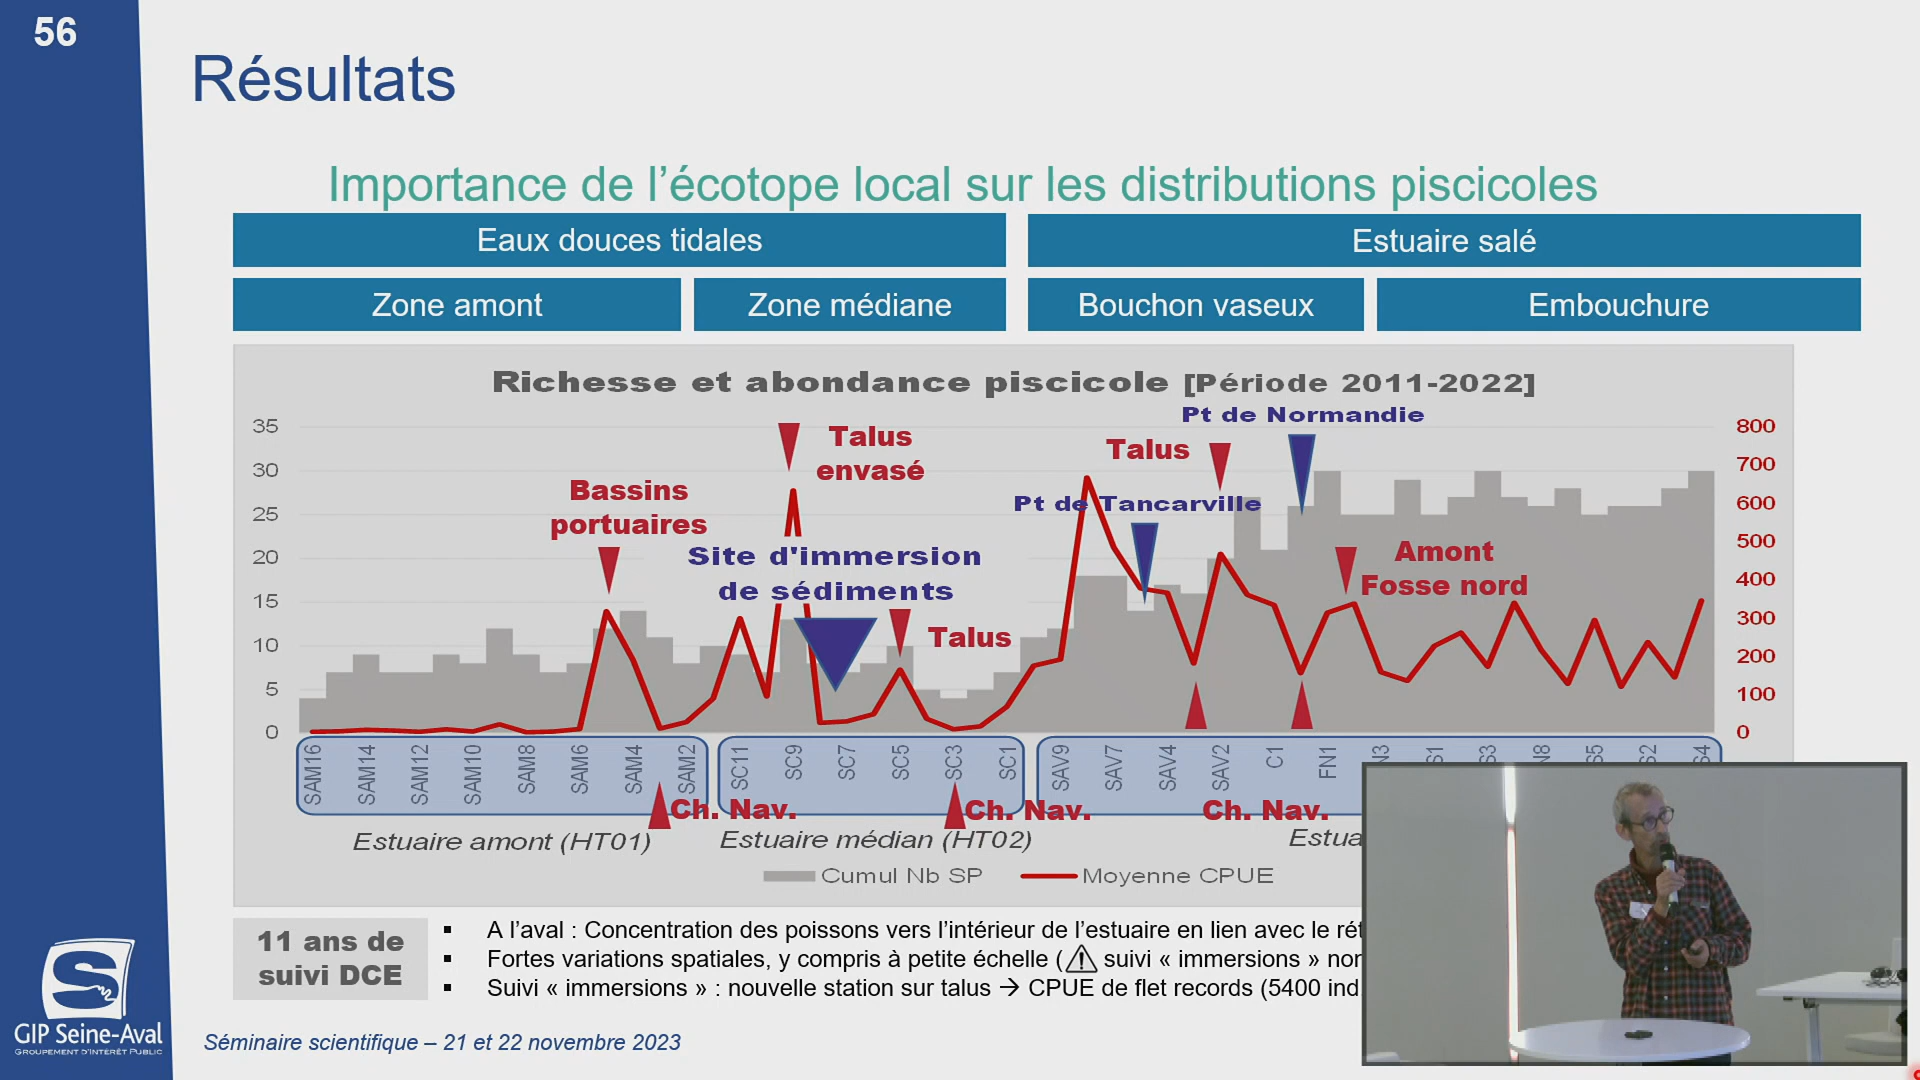 56
Résultats
Importance de l’écotope local sur les distributions piscicoles
Eaux douces tidales
Estuaire salé
Zone amont
Zone médiane
Bouchon vaseux
Embouchure
Richesse et abondance piscicole [Période 2011-2022]
Pt de Normandie
35
30
25
20
15
10
5
0
800
700
600
500
400
300
200
100
0
Talus
envasé
Talus
Bassins
portuaires
Pt de Tancarville
Site d'immersion
de sédiments
Amont
Fosse nord
Talus
SAM16
SAM14
SAM12
SAM10
SAM8
SAM6
SAM4
SAM2
SC11
SC9
SC7
SC5
SC3
SC1
SAV9
SAV7
SAV4
SAV2
C1
FN1
Ch. Nav.
Ch. Nav.
Ch. Nav.
Estuaire amont (HT01)
Estuaire médian (HT02)
Cumul Nb SP
Moyenne CPUE
11 ans de
suivi DCE
▪ A l’aval : Concentration des poissons vers l’intérieur de l’estuaire en lien avec le
▪ Fortes variations spatiales, y compris à petite échelle (⚠ suivi « immersions »
▪ Suivi « immersions » : nouvelle station sur talus → CPUE de flet records (5400 ind
GIP Seine-Aval
GROUPEMENT D'INTÉRÊT PUBLIC
Séminaire scientifique – 21 et 22 novembre 2023